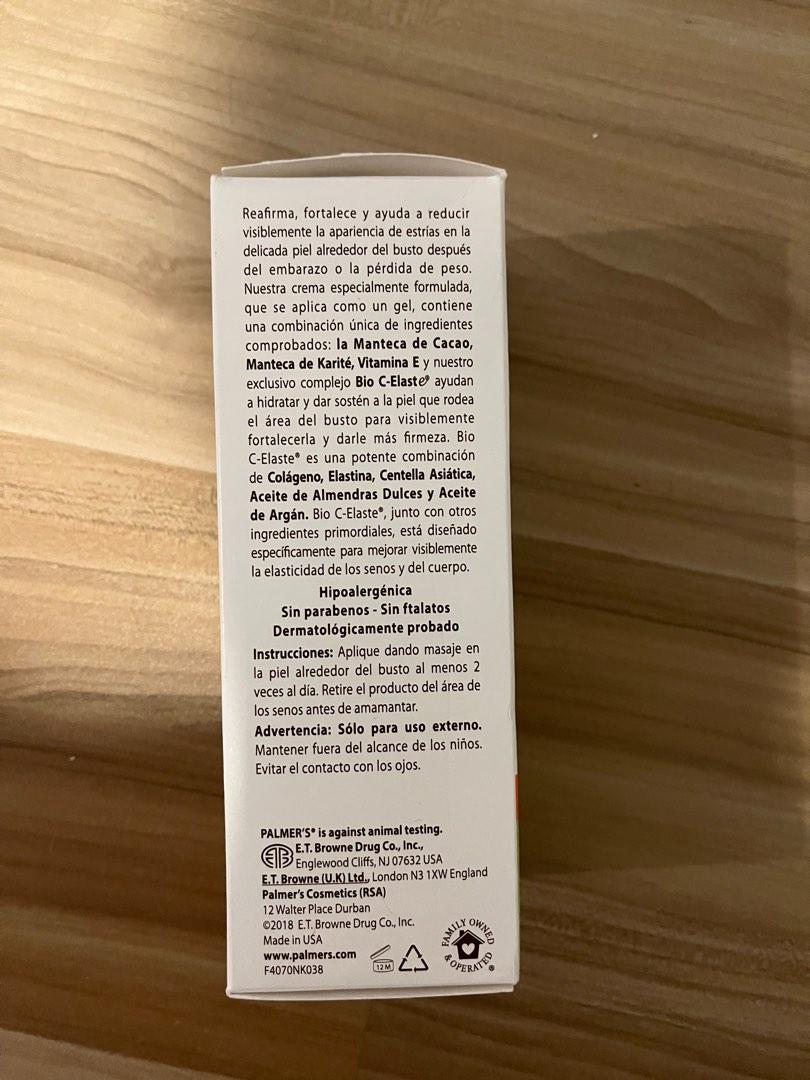 Reafirma, fortalece y ayuda a reducir
visiblemente la apariencia de estrías en la
delicada piel alrededor del busto después
del embarazo o la pérdida de peso.
Nuestra crema especialmente formulada,
que se aplica como un gel, contiene
una combinación única de ingredientes
comprobados: la Manteca de Cacao,
Manteca de Karité, Vitamina E y nuestro
exclusivo complejo Bio C-Elaste® ayudan
a hidratar y dar sostén a la piel que rodea
el área del busto para visiblemente
fortalecerla y darle más firmeza. Bio
C-Elaste® es una potente combinación
de Colágeno, Elastina, Centella Asiática,
Aceite de Almendras Dulces y Aceite
de Argán. Bio C-Elaste®, junto con otros
ingredientes primordiales, está diseñado
específicamente para mejorar visiblemente
la elasticidad de los senos y del cuerpo.
Hipoalergénica
Sin parabenos - Sin ftalatos
Dermatológicamente probado
Instrucciones: Aplique dando masaje en
la piel alrededor del busto al menos 2
veces al día. Retire el producto del área de
los senos antes de amamantar.
Advertencia: Sólo para uso externo.
Mantener fuera del alcance de los niños.
Evitar el contacto con los ojos.
PALMER'S® is against animal testing.
ETB E.T. Browne Drug Co., Inc.,
Englewood Cliffs, NJ 07632 USA
E.T. Browne (U.K) Ltd., London N3 1XW England
Palmer's Cosmetics (RSA)
12 Walter Place Durban
©2018 E.T. Browne Drug Co., Inc.
Made in USA
www.palmers.com
F4070NK038
12 M
FAMILY OWNED
& OPERATED®